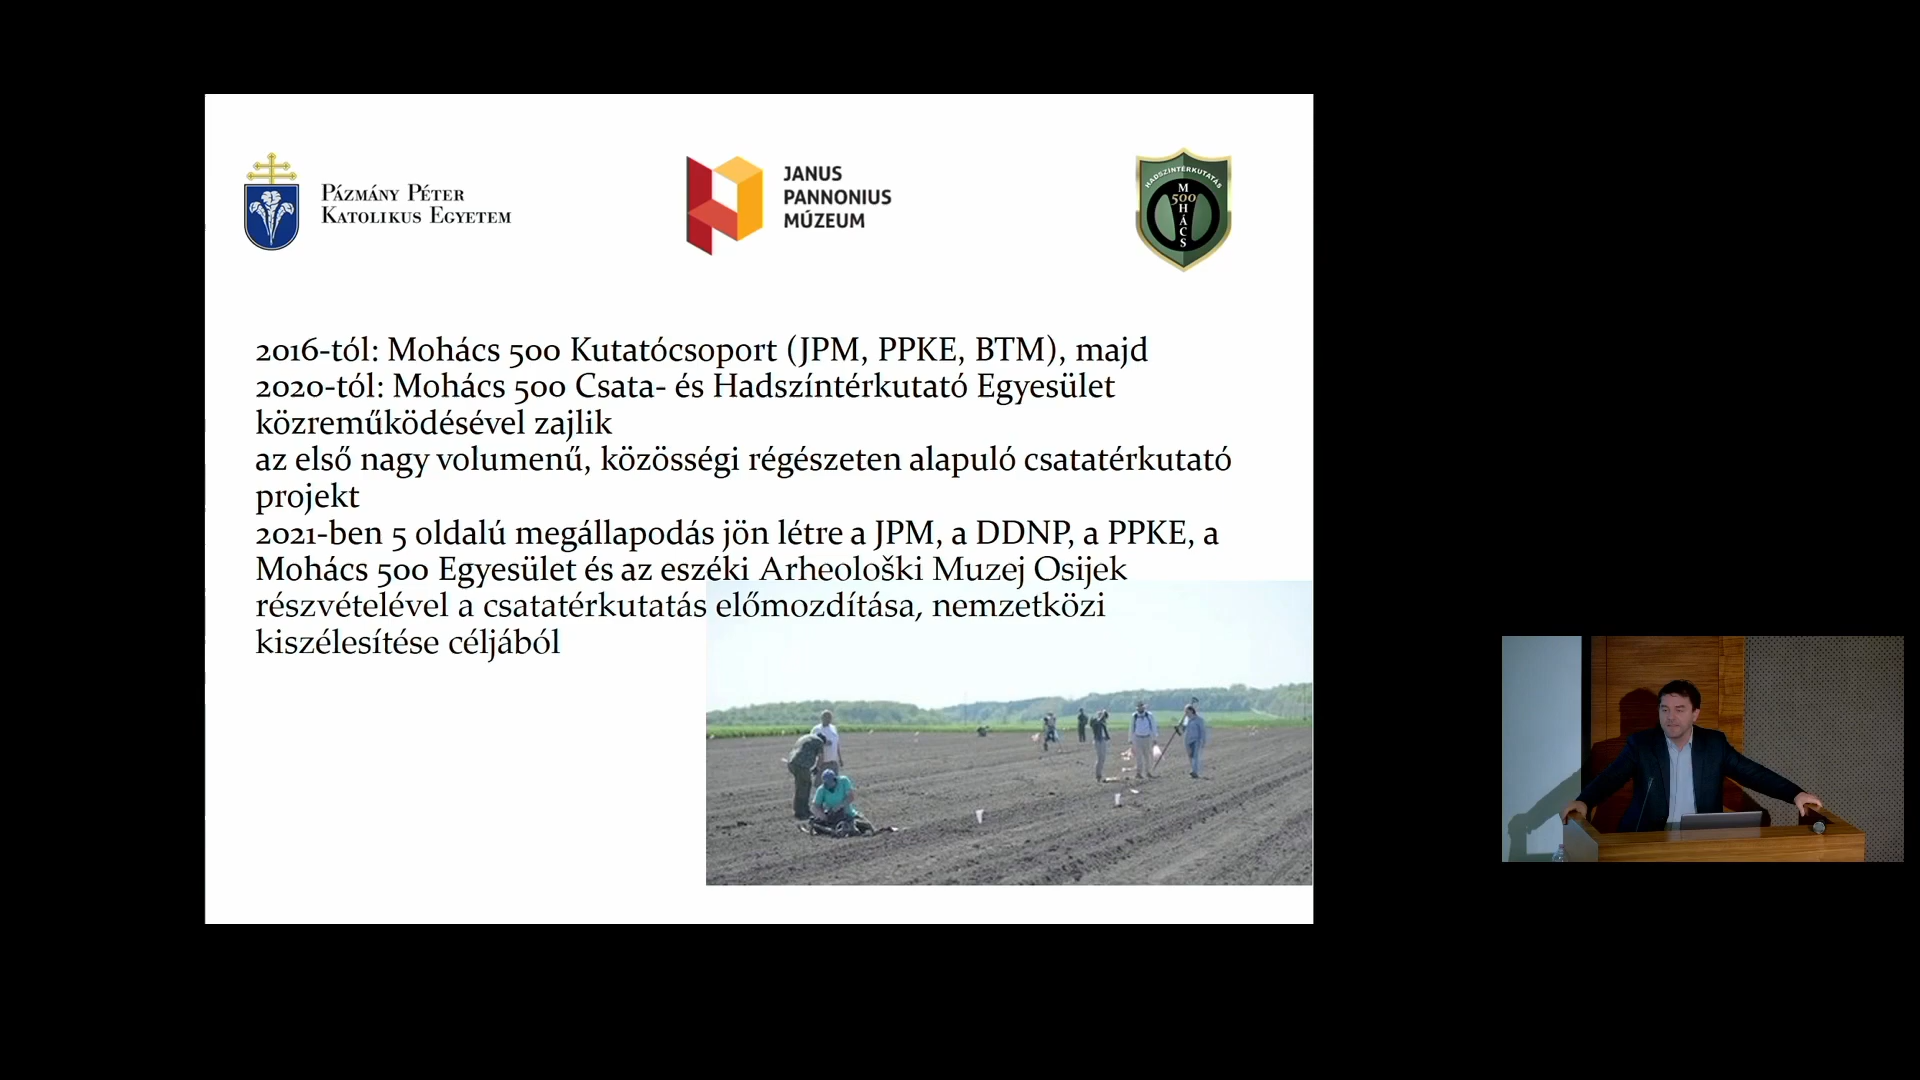 PÁZMÁNY PÉTER
KATOLIKUS EGYETEM
JANUS
PANNONIUS
MÚZEUM
HADSZÍNTÉRKUTATÁS
MOHÁCS
500
2016-tól: Mohács 500 Kutatócsoport (JPM, PPKE, BTM), majd
2020-tól: Mohács 500 Csata- és Hadszíntérkutató Egyesület
közreműködésével zajlik
az első nagy volumenű, közösségi régészeten alapuló csatatérkutató
projekt
2021-ben 5 oldalú megállapodás jön létre a JPM, a DDNP, a PPKE, a
Mohács 500 Egyesület és az eszéki Arheološki Muzej Osijek
részvételével a csatatérkutatás előmozdítása, nemzetközi
kiszélesítése céljából